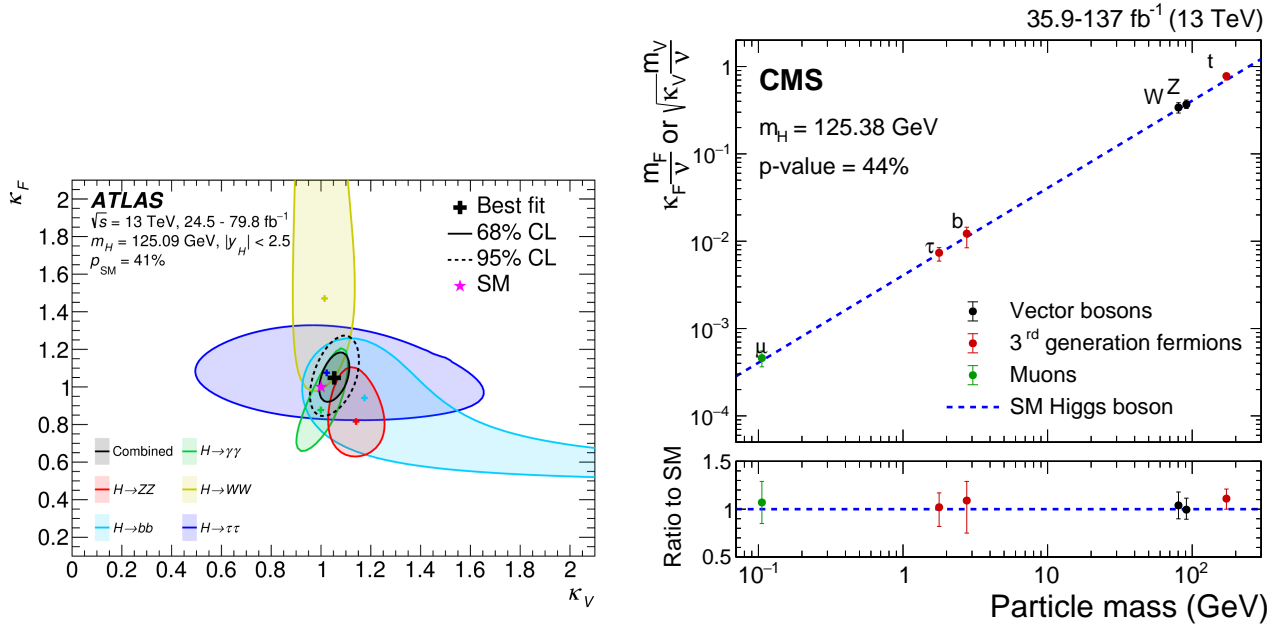 κ_F
2
1.8
1.6
1.4
1.2
1
0.8
0.6
0.4
0.2
ATLAS
√s = 13 TeV, 24.5 - 79.8 fb⁻¹
m_H = 125.09 GeV, |y_H| < 2.5
p_SM = 41%
Best fit
68% CL
95% CL
SM
Combined
H→γγ
H→ZZ
H→WW
H→bb
H→ττ
0 0.2 0.4 0.6 0.8 1 1.2 1.4 1.6 1.8 2
κ_V
35.9-137 fb⁻¹ (13 TeV)
κ_F m_F/ν or √κ_V m_V/ν
1
10⁻¹
10⁻²
10⁻³
10⁻⁴
CMS
m_H = 125.38 GeV
p-value = 44%
μ
τ
b
W
Z
t
Vector bosons
3rd generation fermions
Muons
SM Higgs boson
Ratio to SM
1.5
1
0.5
10⁻¹ 1 10 10²
Particle mass (GeV)